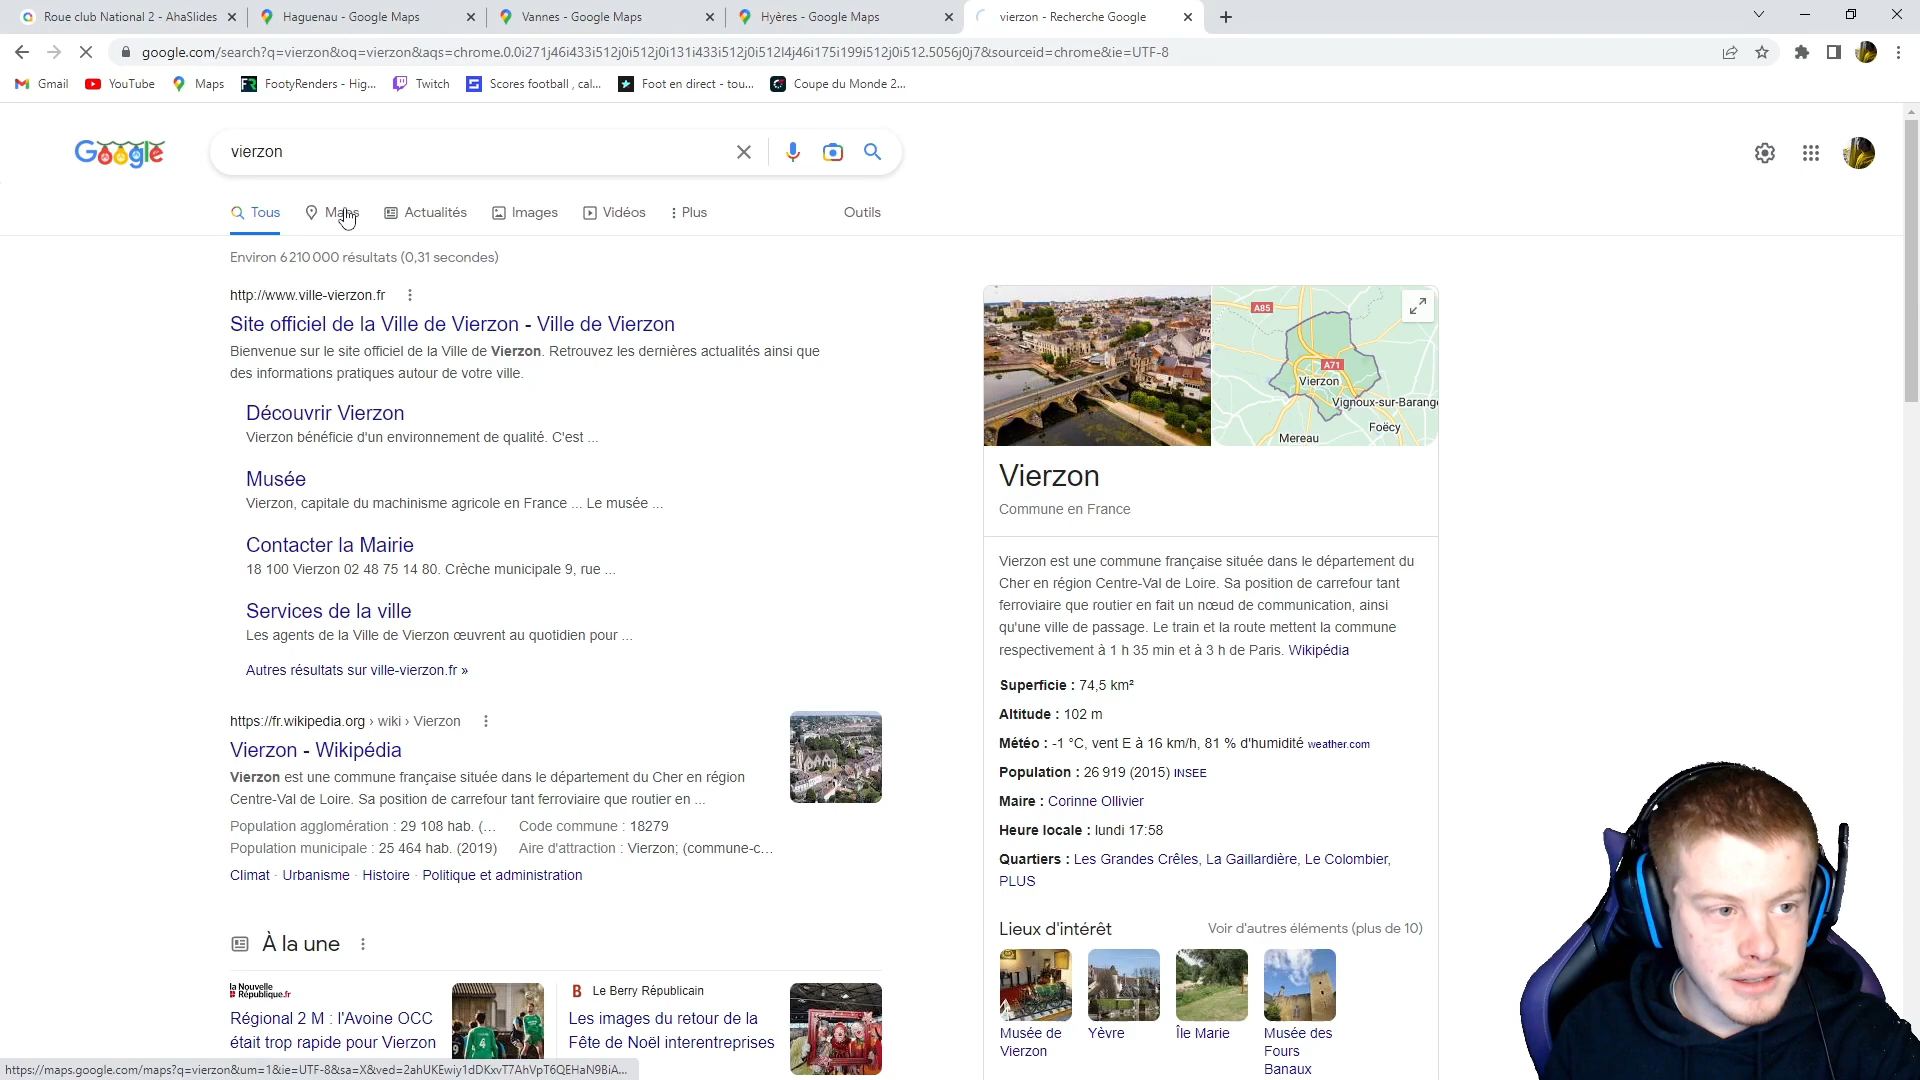 Roue club National 2 - AhaSlides
Haguenau - Google Maps
Vannes - Google Maps
Hyères - Google Maps
vierzon - Recherche Google
google.com/search?q=vierzon&oq=vierzon&aqs=chrome.0.0i271j46i433i512j0i512j0i131i433i512j0i512l4j46i175i199i512j0i512.5056j0j7&sourceid=chrome&ie=UTF-8
Gmail
YouTube
Maps
FootyRenders - Hig...
Twitch
Scores football , cal...
Foot en direct - tou...
Coupe du Monde 2...
Google
vierzon
Tous
Maps
Actualités
Images
Vidéos
Plus
Outils
Environ 6 210 000 résultats (0,31 secondes)
http://www.ville-vierzon.fr
Site officiel de la Ville de Vierzon - Ville de Vierzon
Bienvenue sur le site officiel de la Ville de Vierzon. Retrouvez les dernières actualités ainsi que
des informations pratiques autour de votre ville.
Découvrir Vierzon
Vierzon bénéficie d'un environnement de qualité. C'est ...
Musée
Vierzon, capitale du machinisme agricole en France ... Le musée ...
Contacter la Mairie
18 100 Vierzon 02 48 75 14 80. Crèche municipale 9, rue ...
Services de la ville
Les agents de la Ville de Vierzon œuvrent au quotidien pour ...
Autres résultats sur ville-vierzon.fr »
https://fr.wikipedia.org › wiki › Vierzon
Vierzon - Wikipédia
Vierzon est une commune française située dans le département du Cher en région
Centre-Val de Loire. Sa position de carrefour tant ferroviaire que routier en ...
Population agglomération : 29 108 hab. (...
Code commune : 18279
Population municipale : 25 464 hab. (2019)
Aire d'attraction : Vierzon; (commune-c...
Climat · Urbanisme · Histoire · Politique et administration
À la une
la Nouvelle
République.fr
Régional 2 M : l'Avoine OCC
était trop rapide pour Vierzon
B Le Berry Républicain
Les images du retour de la
Fête de Noël interentreprises
A85
A71
Vierzon
Vignoux-sur-Barang
Foëcy
Mereau
Vierzon
Commune en France
Vierzon est une commune française située dans le département du
Cher en région Centre-Val de Loire. Sa position de carrefour tant
ferroviaire que routier en fait un nœud de communication, ainsi
qu'une ville de passage. Le train et la route mettent la commune
respectivement à 1 h 35 min et à 3 h de Paris. Wikipédia
Superficie : 74,5 km²
Altitude : 102 m
Météo : -1 °C, vent E à 16 km/h, 81 % d'humidité weather.com
Population : 26 919 (2015) INSEE
Maire : Corinne Ollivier
Heure locale : lundi 17:58
Quartiers : Les Grandes Crêles, La Gaillardière, Le Colombier,
PLUS
Lieux d'intérêt
Voir d'autres éléments (plus de 10)
Musée de
Vierzon
Yèvre
Île Marie
Musée des
Fours
Banaux
https://maps.google.com/maps?q=vierzon&um=1&ie=UTF-8&sa=X&ved=2ahUKEwiy1dDKxvT7AhVpT6QEHaN9BiA...